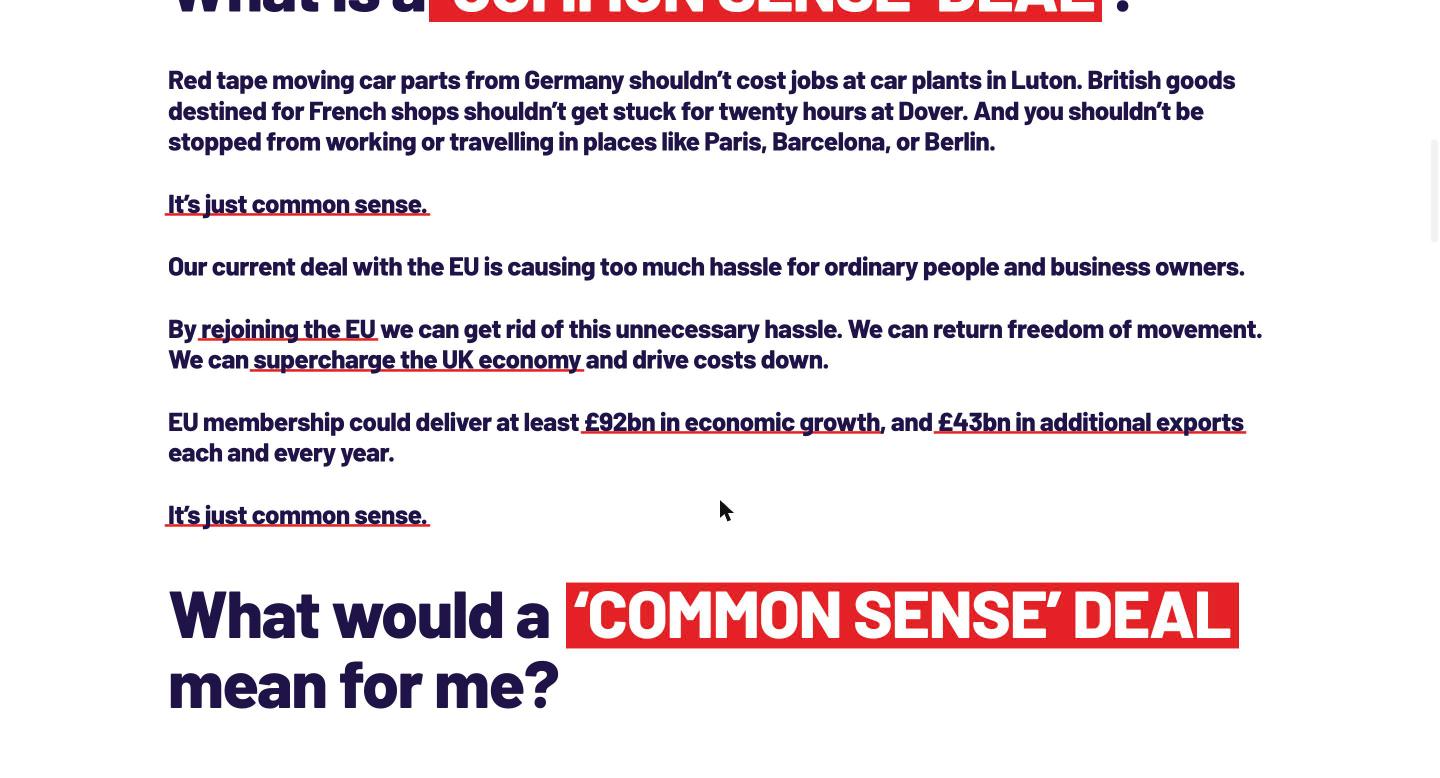 What is a ‘COMMON SENSE’ DEAL ?
Red tape moving car parts from Germany shouldn’t cost jobs at car plants in Luton. British goods
destined for French shops shouldn’t get stuck for twenty hours at Dover. And you shouldn’t be
stopped from working or travelling in places like Paris, Barcelona, or Berlin.
It’s just common sense.
Our current deal with the EU is causing too much hassle for ordinary people and business owners.
By rejoining the EU we can get rid of this unnecessary hassle. We can return freedom of movement.
We can supercharge the UK economy and drive costs down.
EU membership could deliver at least £92bn in economic growth, and £43bn in additional exports
each and every year.
It’s just common sense.
What would a ‘COMMON SENSE’ DEAL
mean for me?